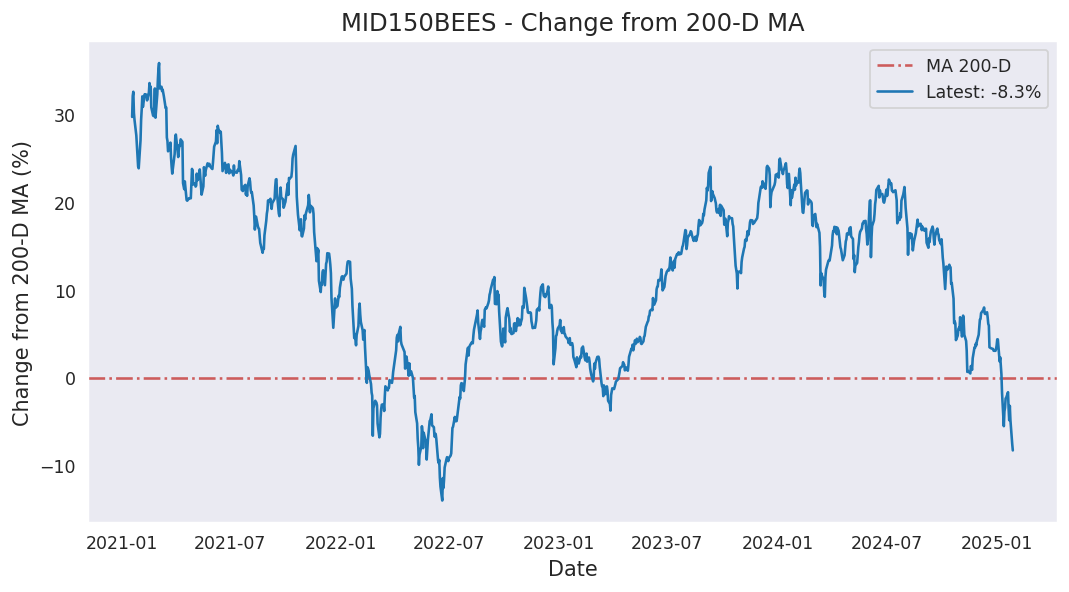 MID150BEES - Change from 200-D MA
MA 200-D
Latest: -8.3%
Change from 200-D MA (%)
30
20
10
0
−10
2021-01 2021-07 2022-01 2022-07 2023-01 2023-07 2024-01 2024-07 2025-01
Date